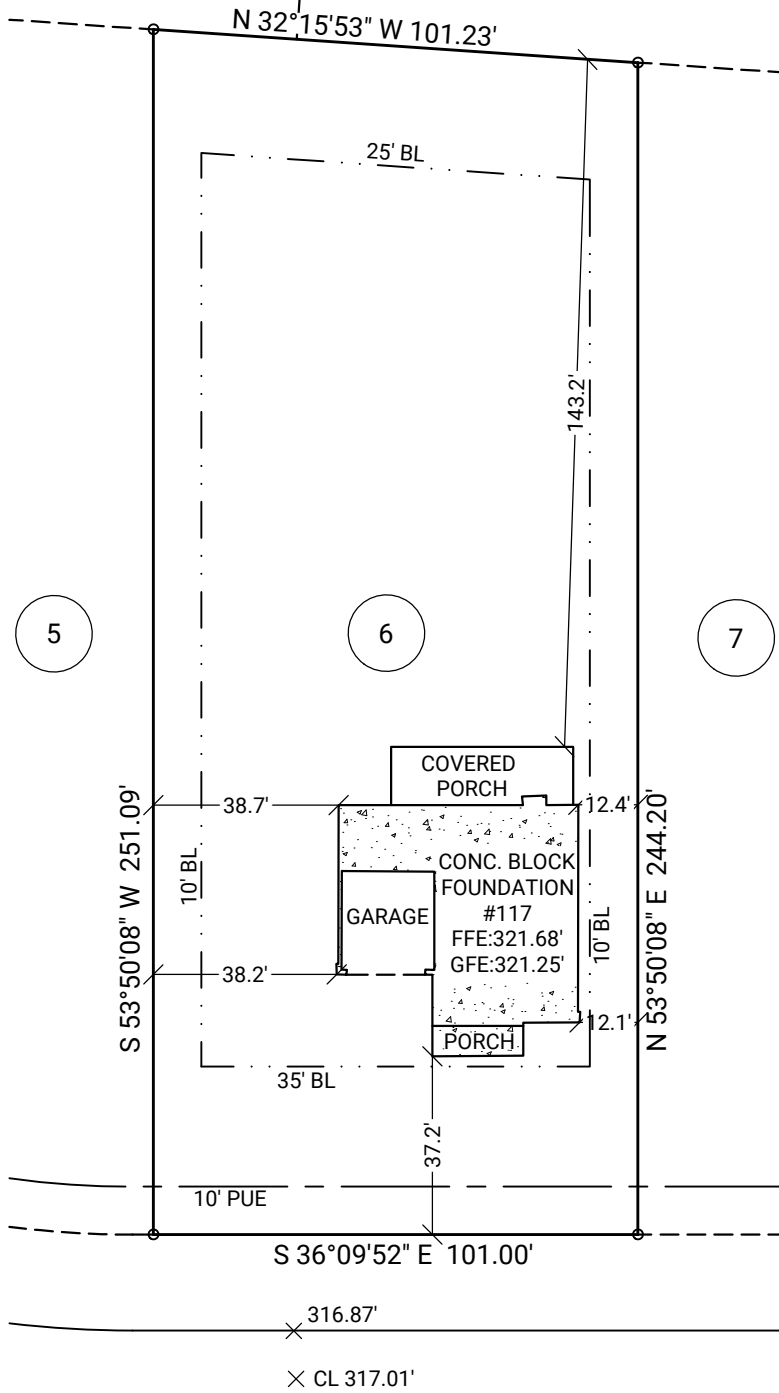 N 32°15'53" W 101.23'
25' BL
143.2'
5
6
7
COVERED
PORCH
38.7'
12.4'
S 53°50'08" W 251.09'
10' BL
CONC. BLOCK
FOUNDATION
#117
FFE:321.68'
GFE:321.25'
GARAGE
10' BL
N 53°50'08" E 244.20'
38.2'
12.1'
PORCH
35' BL
37.2'
10' PUE
S 36°09'52" E 101.00'
316.87'
CL 317.01'